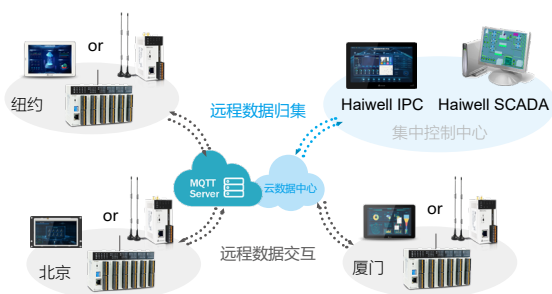 or
纽约
远程数据归集
Haiwell IPC
Haiwell SCADA
集中控制中心
MQTT
Server
云数据中心
or
北京
远程数据交互
or
厦门